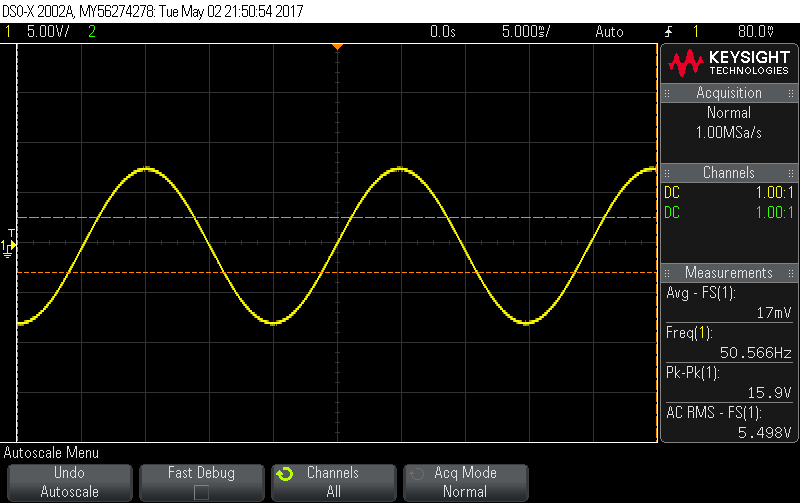 DSO-X 2002A, MY56274278: Tue May 02 21:50:54 2017
1 5.00V/ 2 0.0s 5.000ms/ Auto 1 80.0mV
KEYSIGHT
TECHNOLOGIES
Acquisition
Normal
1.00MSa/s
Channels
DC 1.00:1
DC 1.00:1
T
1
Measurements
Avg - FS(1):
17mV
Freq(1):
50.566Hz
Pk-Pk(1):
15.9V
AC RMS - FS(1):
5.498V
Autoscale Menu
Undo
Autoscale
Fast Debug
Channels
All
Acq Mode
Normal